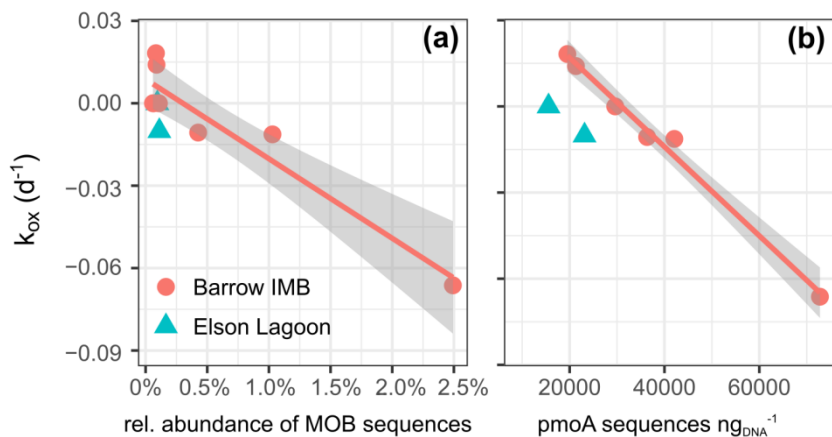 0.03
0.00
−0.03
−0.06
−0.09
kox (d-1)
(a)
Barrow IMB
Elson Lagoon
0%
0.5%
1.0%
1.5%
2.0%
2.5%
rel. abundance of MOB sequences
(b)
20000
40000
60000
pmoA sequences ngDNA-1